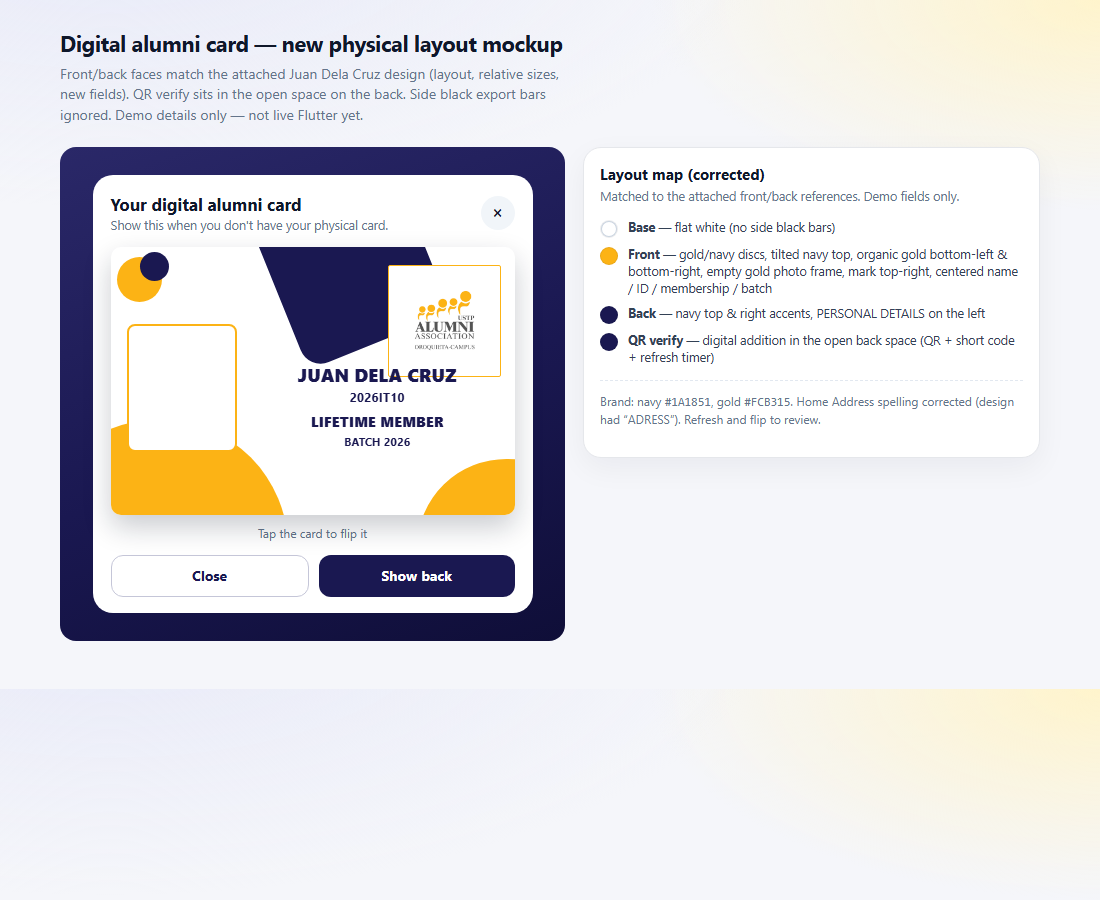 Digital alumni card — new physical layout mockup
Front/back faces match the attached Juan Dela Cruz design (layout, relative sizes,
new fields). QR verify sits in the open space on the back. Side black export bars
ignored. Demo details only — not live Flutter yet.
Your digital alumni card
Show this when you don't have your physical card.
×
USTP
ALUMNI
ASSOCIATION
OROQUIETA-CAMPUS
JUAN DELA CRUZ
2026IT10
LIFETIME MEMBER
BATCH 2026
Tap the card to flip it
Close
Show back
Layout map (corrected)
Matched to the attached front/back references. Demo fields only.
Base — flat white (no side black bars)
Front — gold/navy discs, tilted navy top, organic gold bottom-left &
bottom-right, empty gold photo frame, mark top-right, centered name
/ ID / membership / batch
Back — navy top & right accents, PERSONAL DETAILS on the left
QR verify — digital addition in the open back space (QR + short code
+ refresh timer)
Brand: navy #1A1851, gold #FCB315. Home Address spelling corrected (design
had “ADRESS”). Refresh and flip to review.